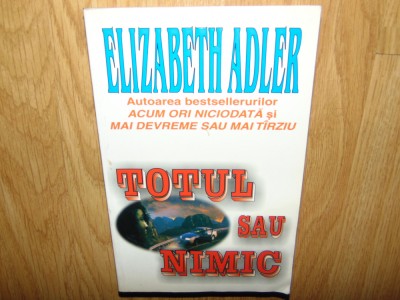 ELIZABETH ADLER
Autoarea bestsellerurilor
ACUM ORI NICIODATĂ și
MAI DEVREME SAU MAI TÎRZIU
TOTUL
SAU
NIMIC